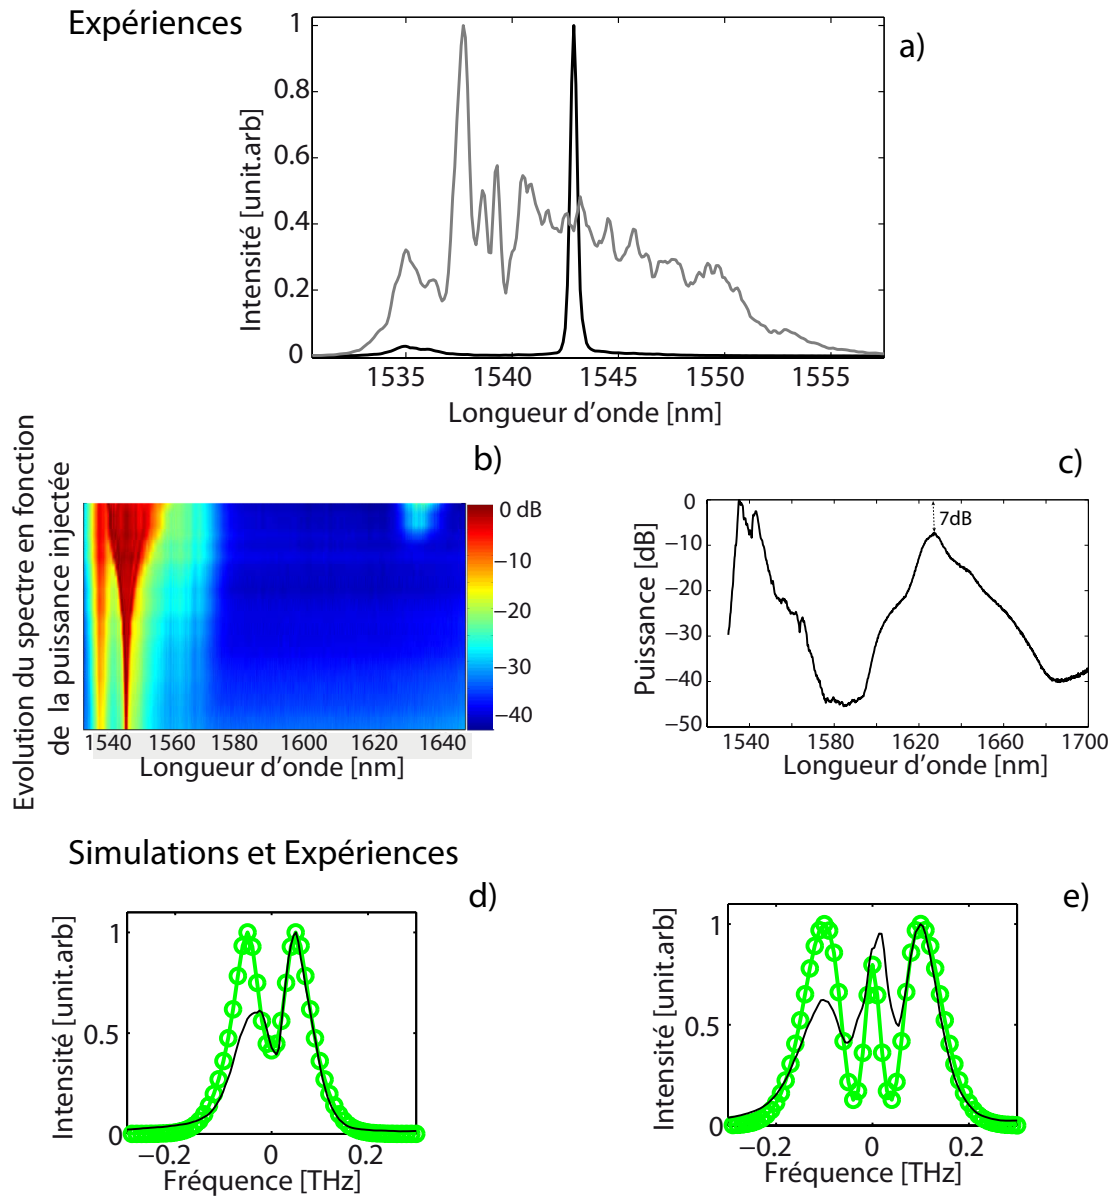 Expériences
a)
Intensité [unit.arb]
1
0.8
0.6
0.4
0.2
0
1535 1540 1545 1550 1555
Longueur d’onde [nm]
b)
Evolution du spectre en fonction
de la puissance injectée
0 dB
−10
−20
−30
−40
1540 1560 1580 1600 1620 1640
Longueur d’onde [nm]
c)
Puissance [dB]
0
−10
−20
−30
−40
−50
7dB
1540 1580 1620 1660 1700
Longueur d’onde [nm]
Simulations et Expériences
d)
Intensité [unit.arb]
1
0.5
0
−0.2 0 0.2
Fréquence [THz]
e)
Intensité [unit.arb]
1
0.5
0
−0.2 0 0.2
Fréquence [THz]